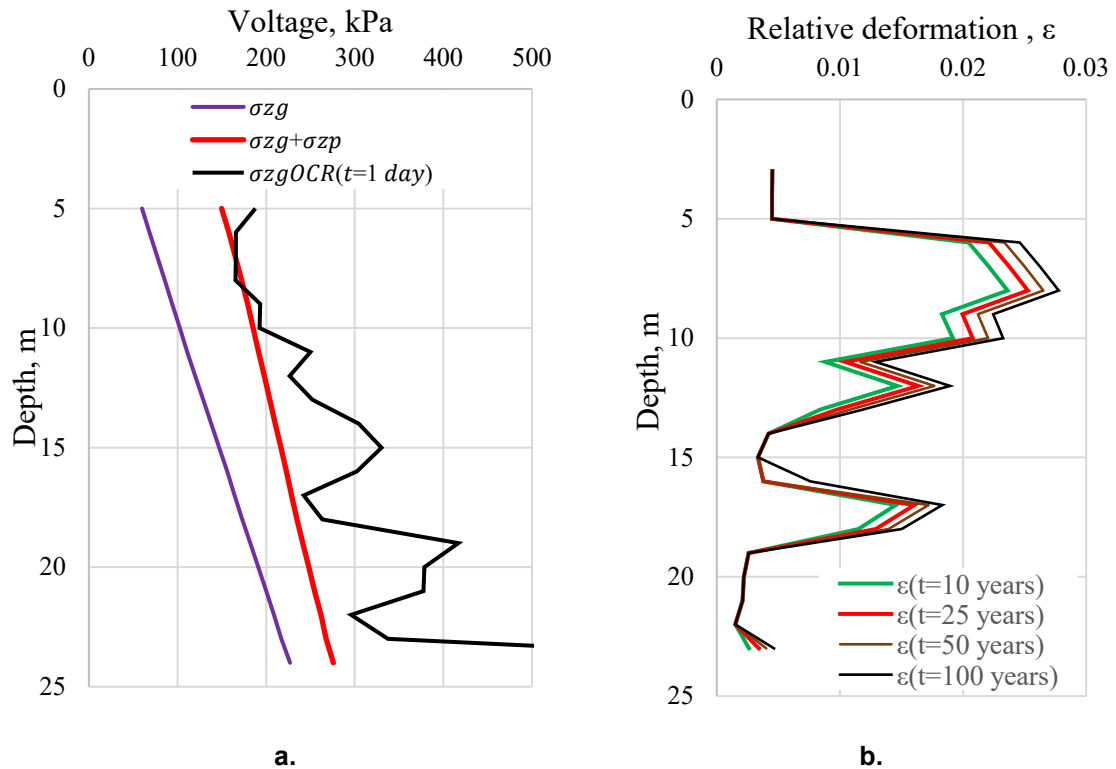 Voltage, kPa
0 100 200 300 400 500
0
5
10
15
20
25
Depth, m
σzg
σzg+σzp
σzgOCR(t=1 day)
a.
Relative deformation , ε
0 0.01 0.02 0.03
0
5
10
15
20
25
Depth, m
ε(t=10 years)
ε(t=25 years)
ε(t=50 years)
ε(t=100 years)
b.